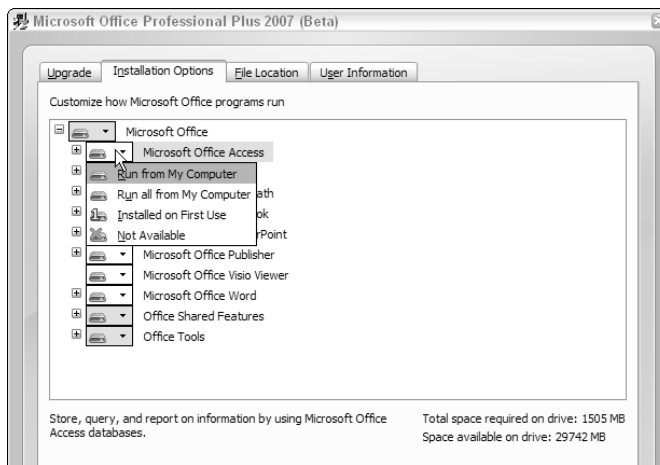 Microsoft Office Professional Plus 2007 (Beta)
Upgrade Installation Options File Location User Information
Customize how Microsoft Office programs run
Microsoft Office
Microsoft Office Access
Run from My Computer
Run all from My Computer ath
Installed on First Use ok
Not Available rPoint
Microsoft Office Publisher
Microsoft Office Visio Viewer
Microsoft Office Word
Office Shared Features
Office Tools
Store, query, and report on information by using Microsoft Office
Access databases.
Total space required on drive: 1505 MB
Space available on drive: 29742 MB